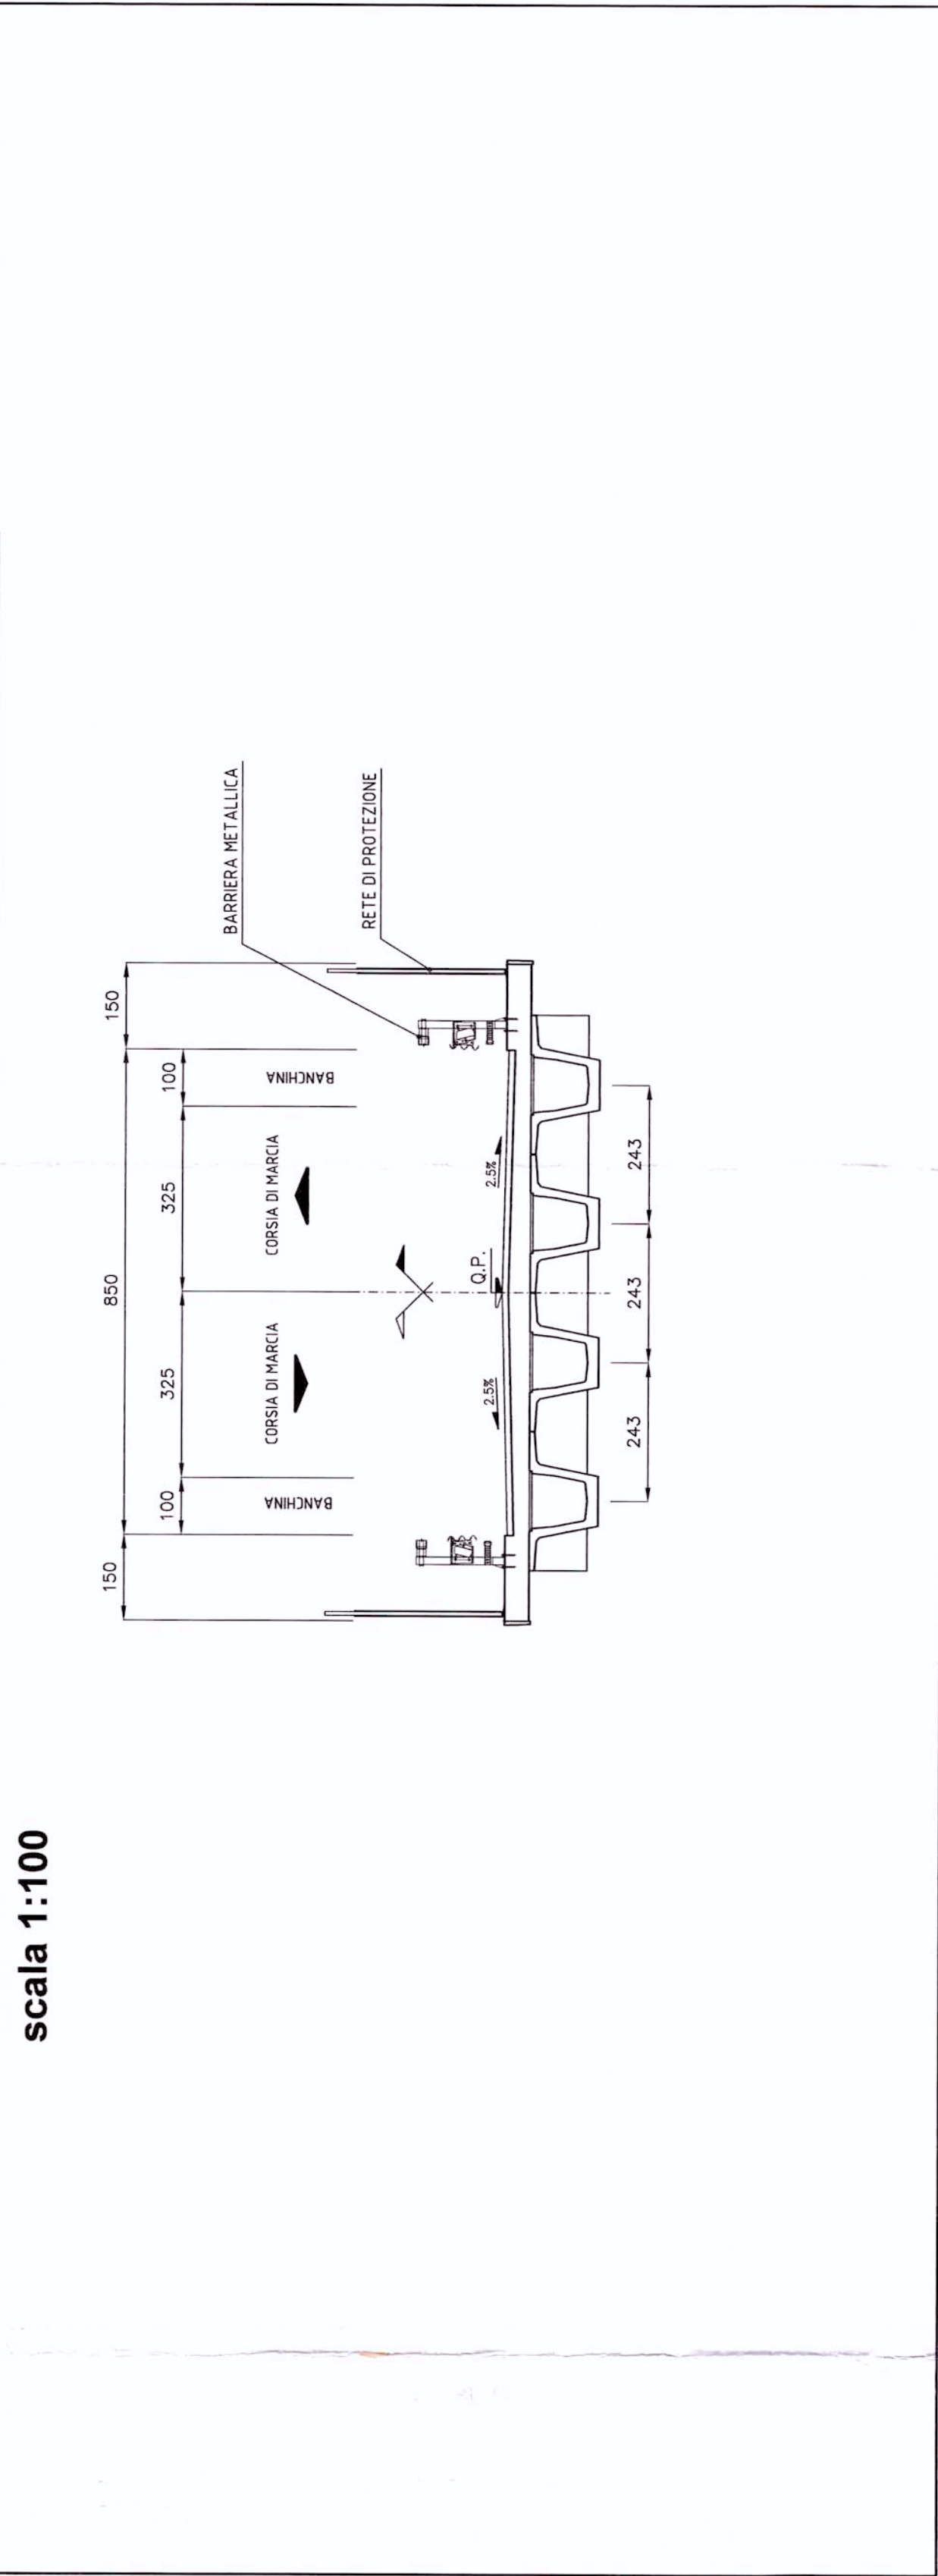 scala 1:100
150
850
150
100
325
325
100
BANCHINA
CORSIA DI MARCIA
CORSIA DI MARCIA
BANCHINA
BARRIERA METALLICA
RETE DI PROTEZIONE
2.5%
Q.P.
2.5%
243
243
243